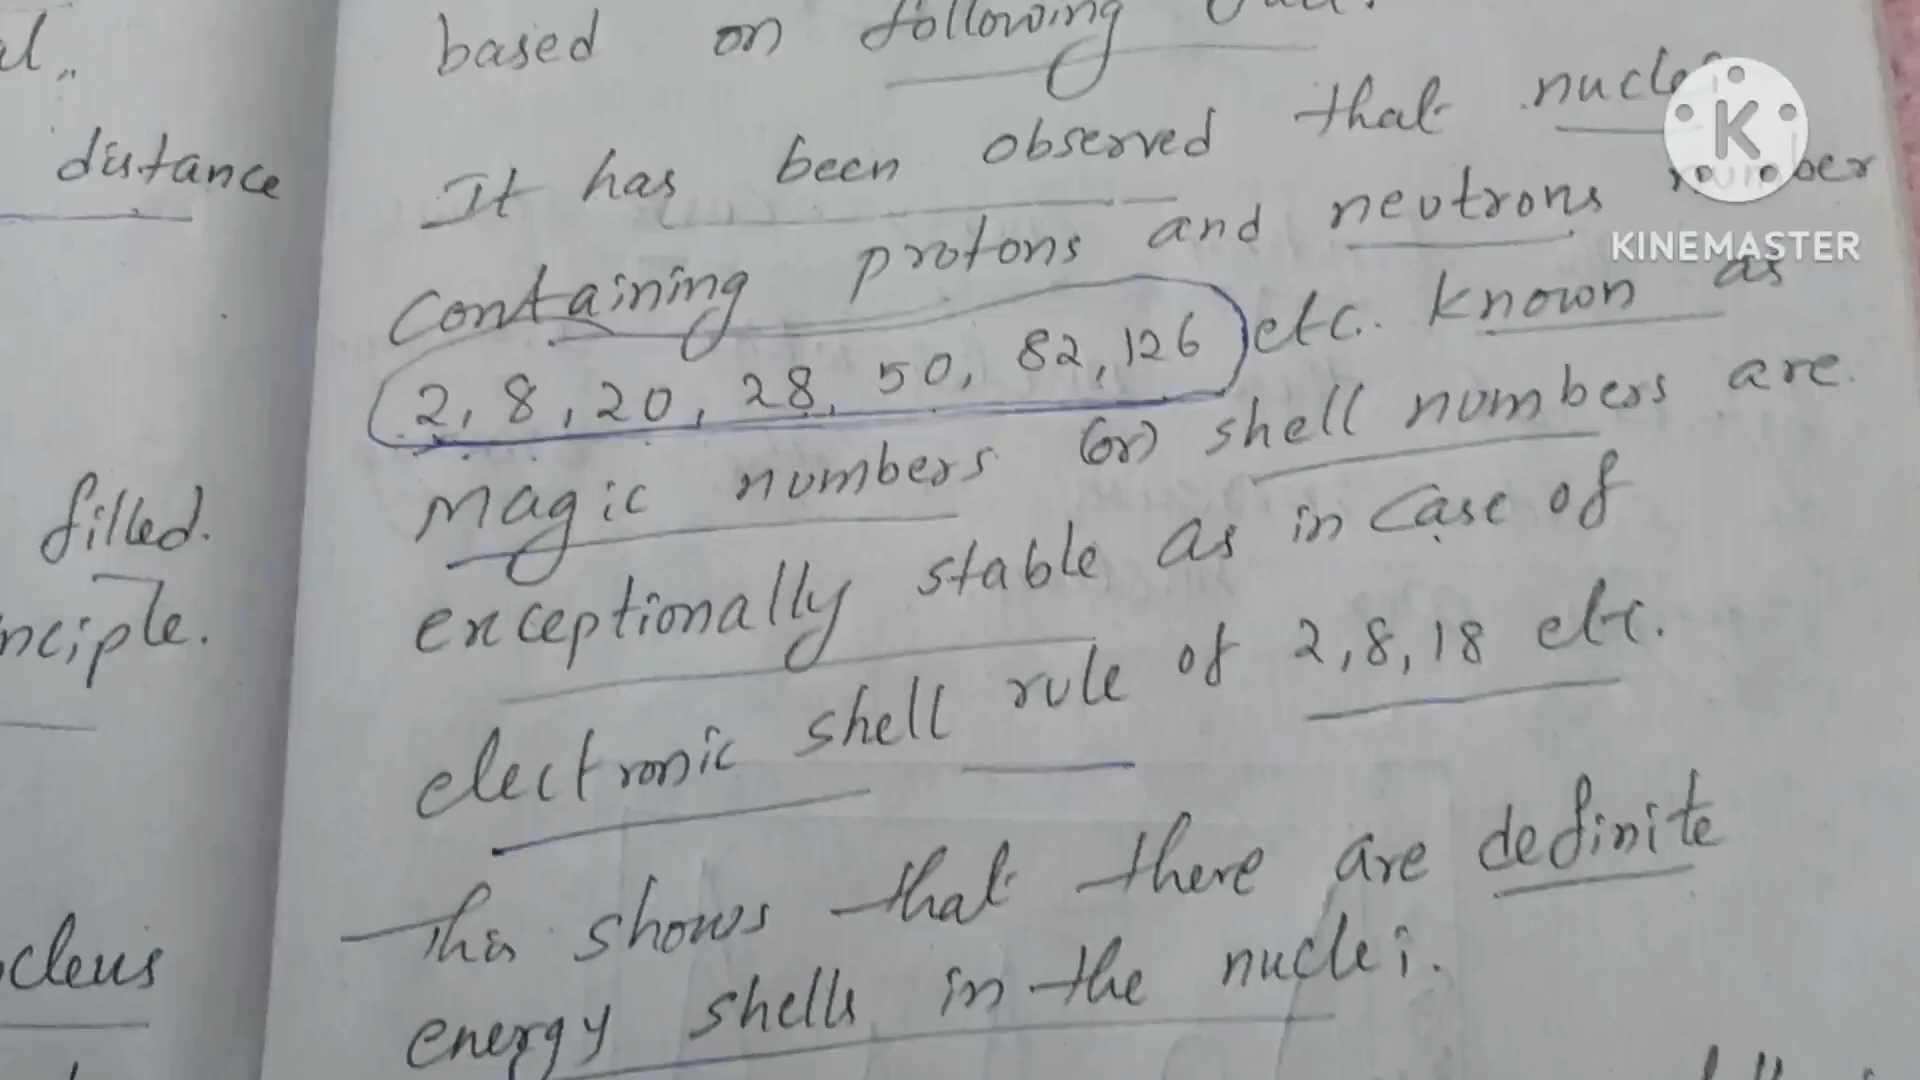 al.
distance
filled.
nciple.
cleus
based on following
It has been observed that nuclei
containing protons and neutrons number
2, 8, 20, 28, 50, 82, 126 etc. known as
magic numbers (or) shell numbers are
exceptionally stable as in case of
electronic shell rule of 2, 8, 18 etc.
This shows that there are definite
energy shells in the nuclei.
K
KINEMASTER